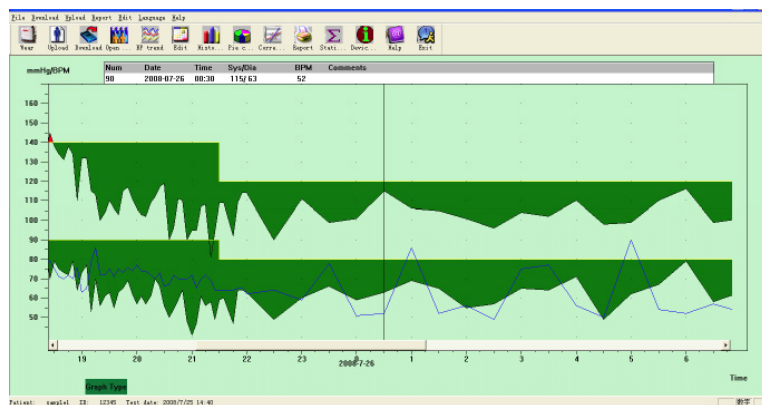 File Download Upload Report Edit Language Help
User Upload Download Open... BP trend Edit Histo... Pie c... Corre... Report Stati... Devic... Help Exit
mmHg/BPM
Num Date Time Sys/Dia BPM Comments
90 2008-07-26 00:30 115/ 63 52
160
150
140
130
120
110
100
90
80
70
60
50
19 20 21 22 23 0 1 2 3 4 5 6
2008-7-26
Time
Graph Type
Patient: sample1 ID: 12345 Test date: 2008/7/25 14:40 数字